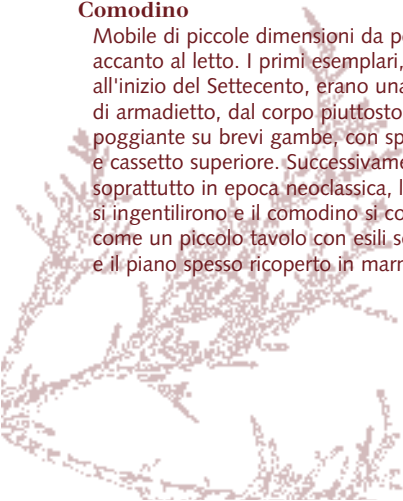 Comodino
Mobile di piccole dimensioni da p
accanto al letto. I primi esemplari,
all'inizio del Settecento, erano una
di armadietto, dal corpo piuttosto
poggiante su brevi gambe, con sp
e cassetto superiore. Successivame
soprattutto in epoca neoclassica, l
si ingentilirono e il comodino si co
come un piccolo tavolo con esili s
e il piano spesso ricoperto in marm